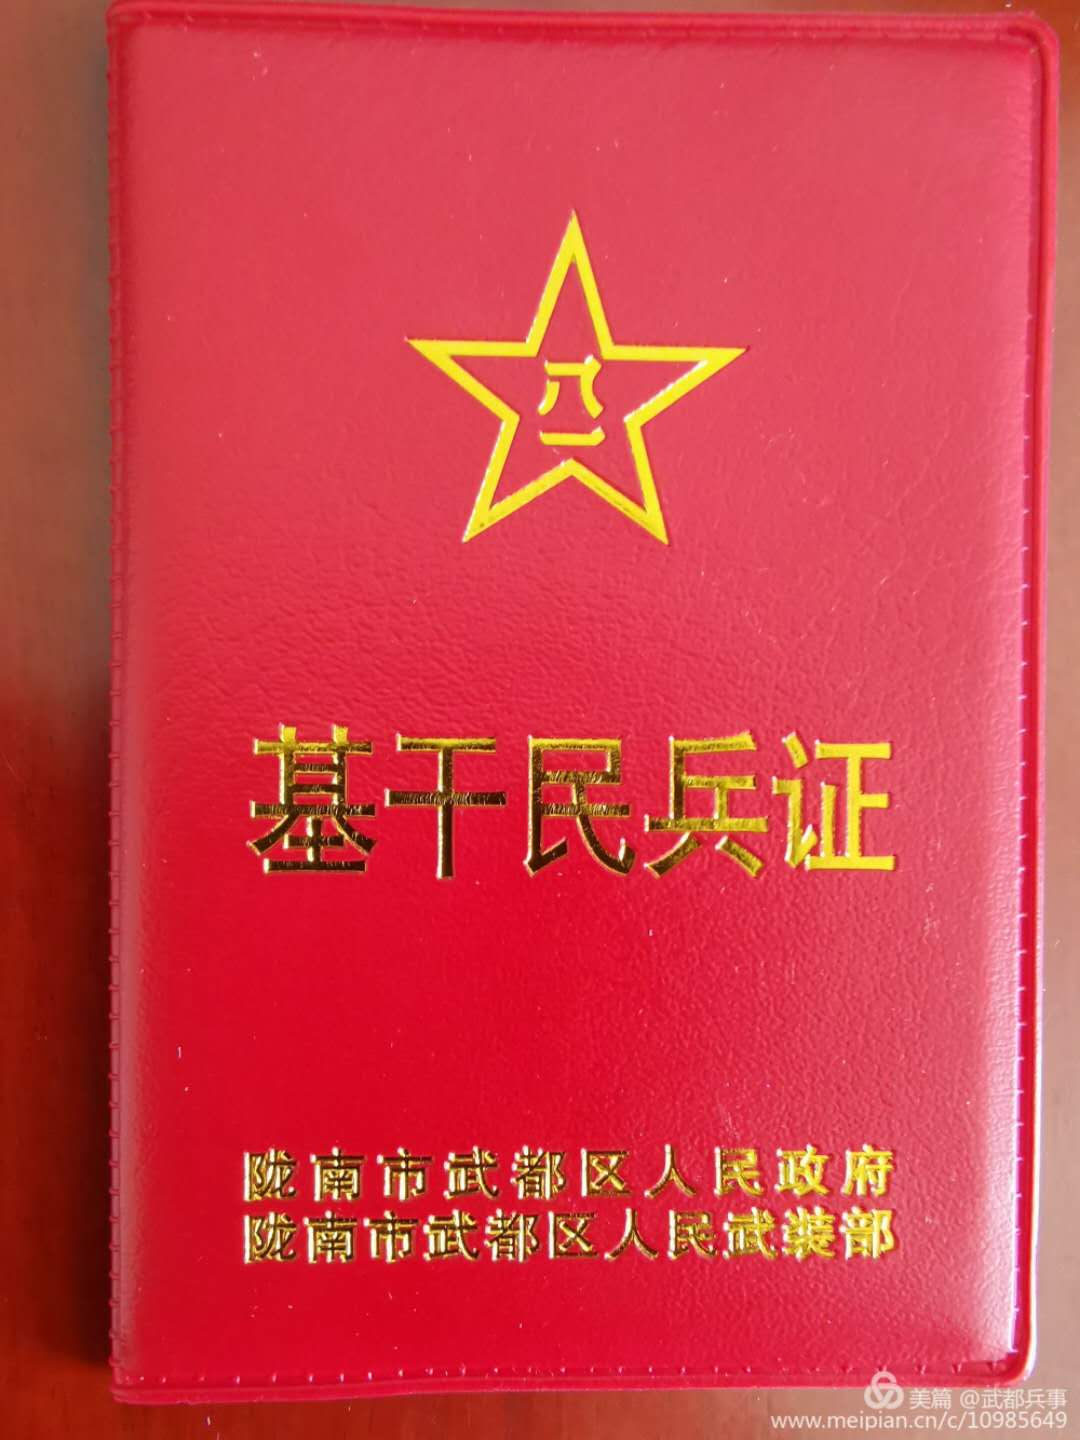 八一
基干民兵证
陇南市武都区人民政府
陇南市武都区人民武装部
美篇 @武都兵事
www.meipian.cn/c/10985649